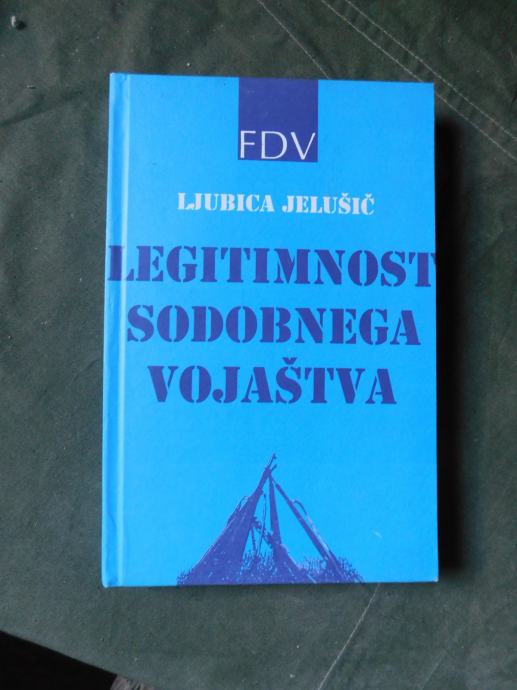 FDV
LJUBICA JELUŠIČ
LEGITIMNOST
SODOBNEGA
VOJAŠTVA